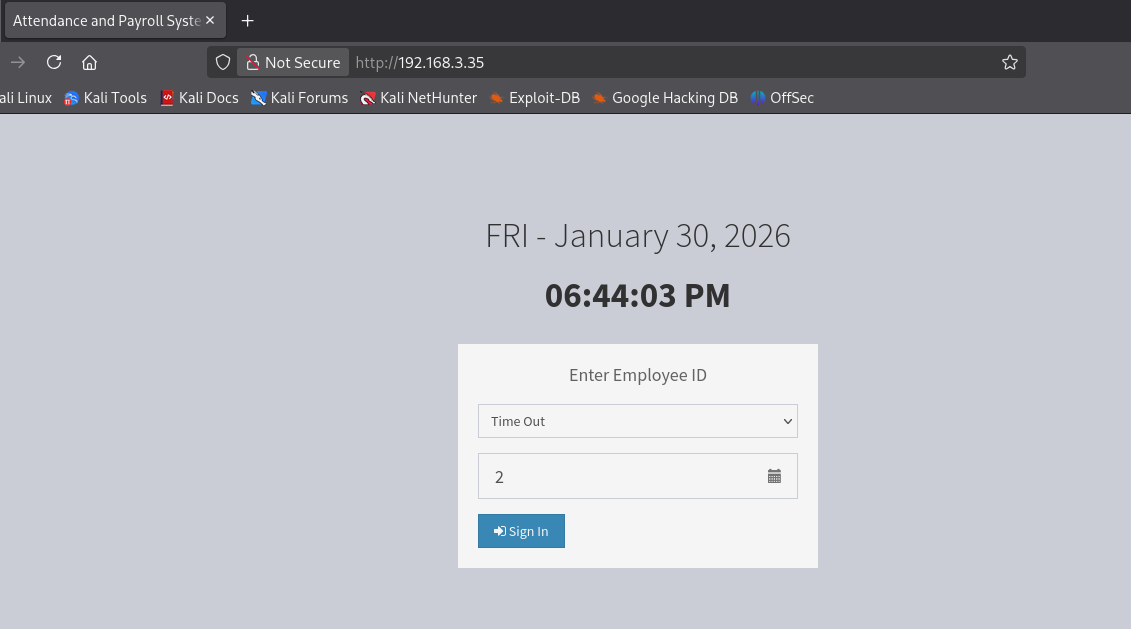 Attendance and Payroll Syste
Not Secure http://192.168.3.35
ali Linux Kali Tools Kali Docs Kali Forums Kali NetHunter Exploit-DB Google Hacking DB OffSec
FRI - January 30, 2026
06:44:03 PM
Enter Employee ID
Time Out
2
Sign In